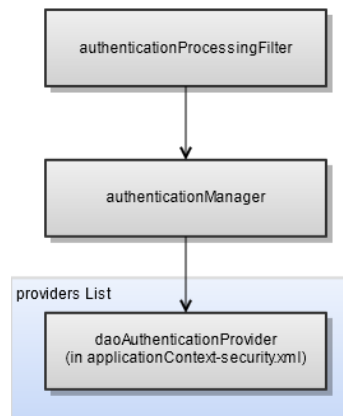 authenticationProcessingFilter
authenticationManager
providers List
daoAuthenticationProvider
(in applicationContext-security.xml)